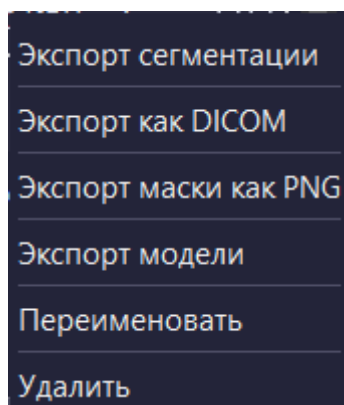 Экспорт сегментации
Экспорт как DICOM
Экспорт маски как PNG
Экспорт модели
Переименовать
Удалить